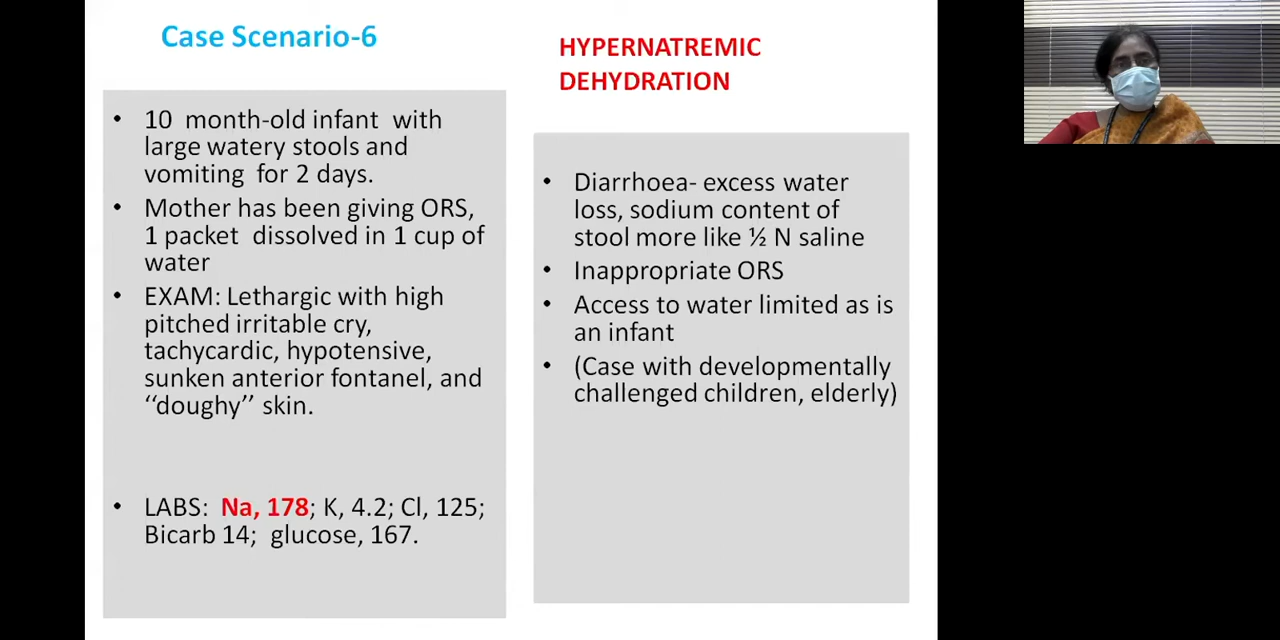 Case Scenario-6
• 10 month-old infant with
large watery stools and
vomiting for 2 days.
• Mother has been giving ORS,
1 packet dissolved in 1 cup of
water
• EXAM: Lethargic with high
pitched irritable cry,
tachycardic, hypotensive,
sunken anterior fontanel, and
‘‘doughy’’ skin.
• LABS: Na, 178; K, 4.2; Cl, 125;
Bicarb 14; glucose, 167.
HYPERNATREMIC
DEHYDRATION
• Diarrhoea- excess water
loss, sodium content of
stool more like ½ N saline
• Inappropriate ORS
• Access to water limited as is
an infant
• (Case with developmentally
challenged children, elderly)